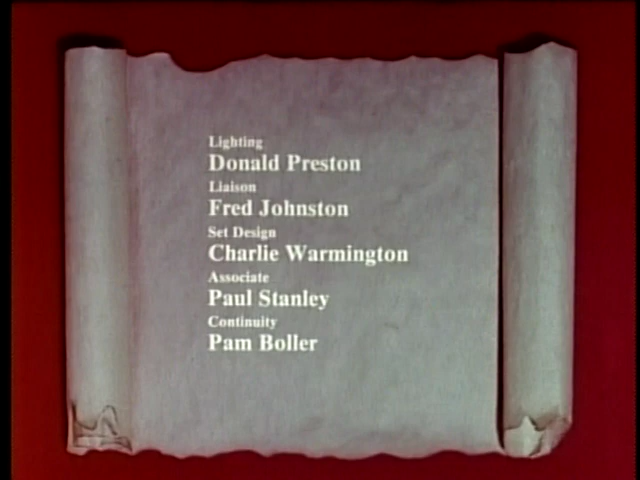 Lighting
Donald Preston
Liaison
Fred Johnston
Set Design
Charlie Warmington
Associate
Paul Stanley
Continuity
Pam Boller